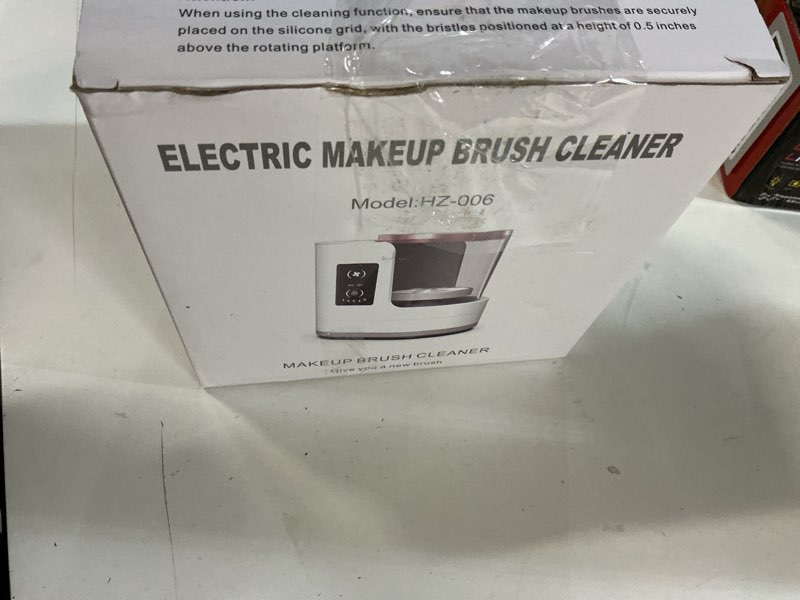 When using the cleaning function, ensure that the makeup brushes are securely
placed on the silicone grid, with the bristles positioned at a height of 0.5 inches
above the rotating platform.
ELECTRIC MAKEUP BRUSH CLEANER
Model:HZ-006
MAKEUP BRUSH CLEANER
Give you a new brush